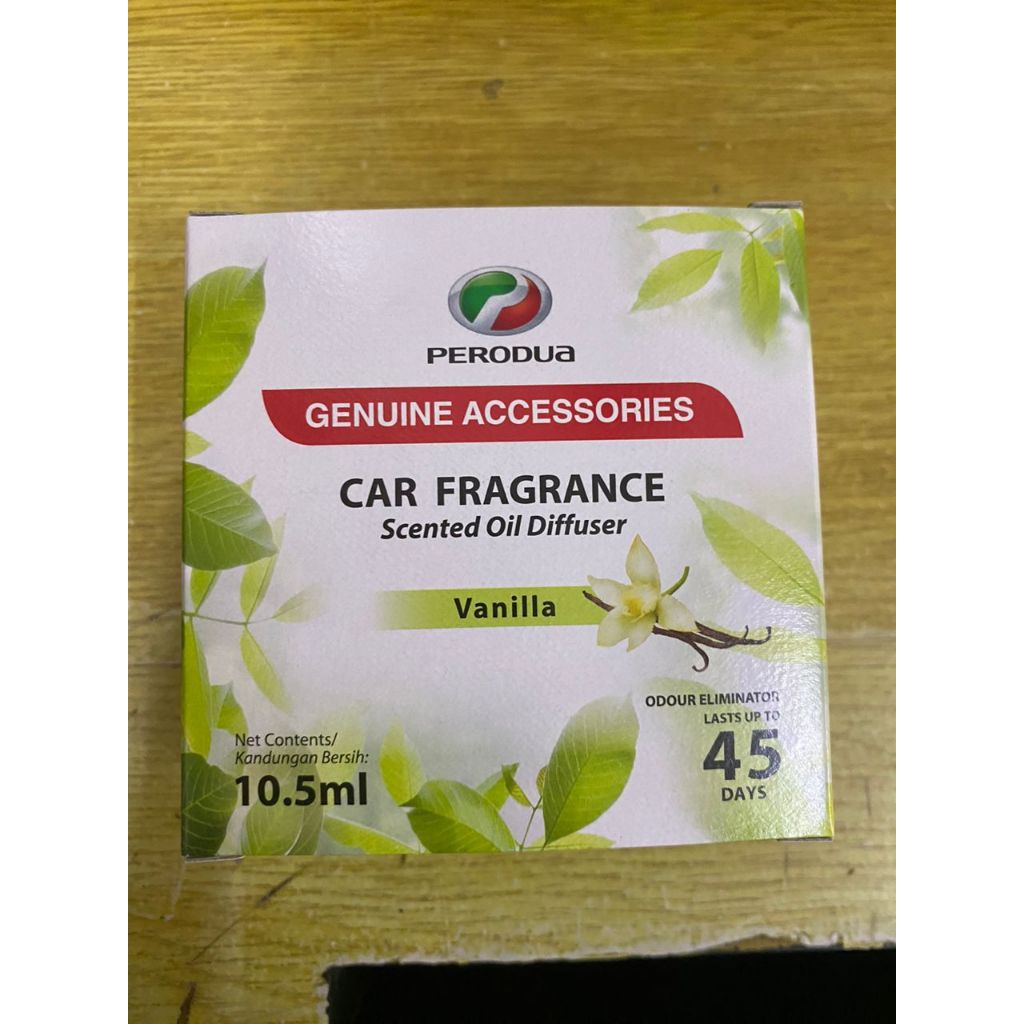 PERODUA
GENUINE ACCESSORIES
CAR FRAGRANCE
Scented Oil Diffuser
Vanilla
ODOUR ELIMINATOR
LASTS UP TO
45
DAYS
Net Contents/
Kandungan Bersih:
10.5ml